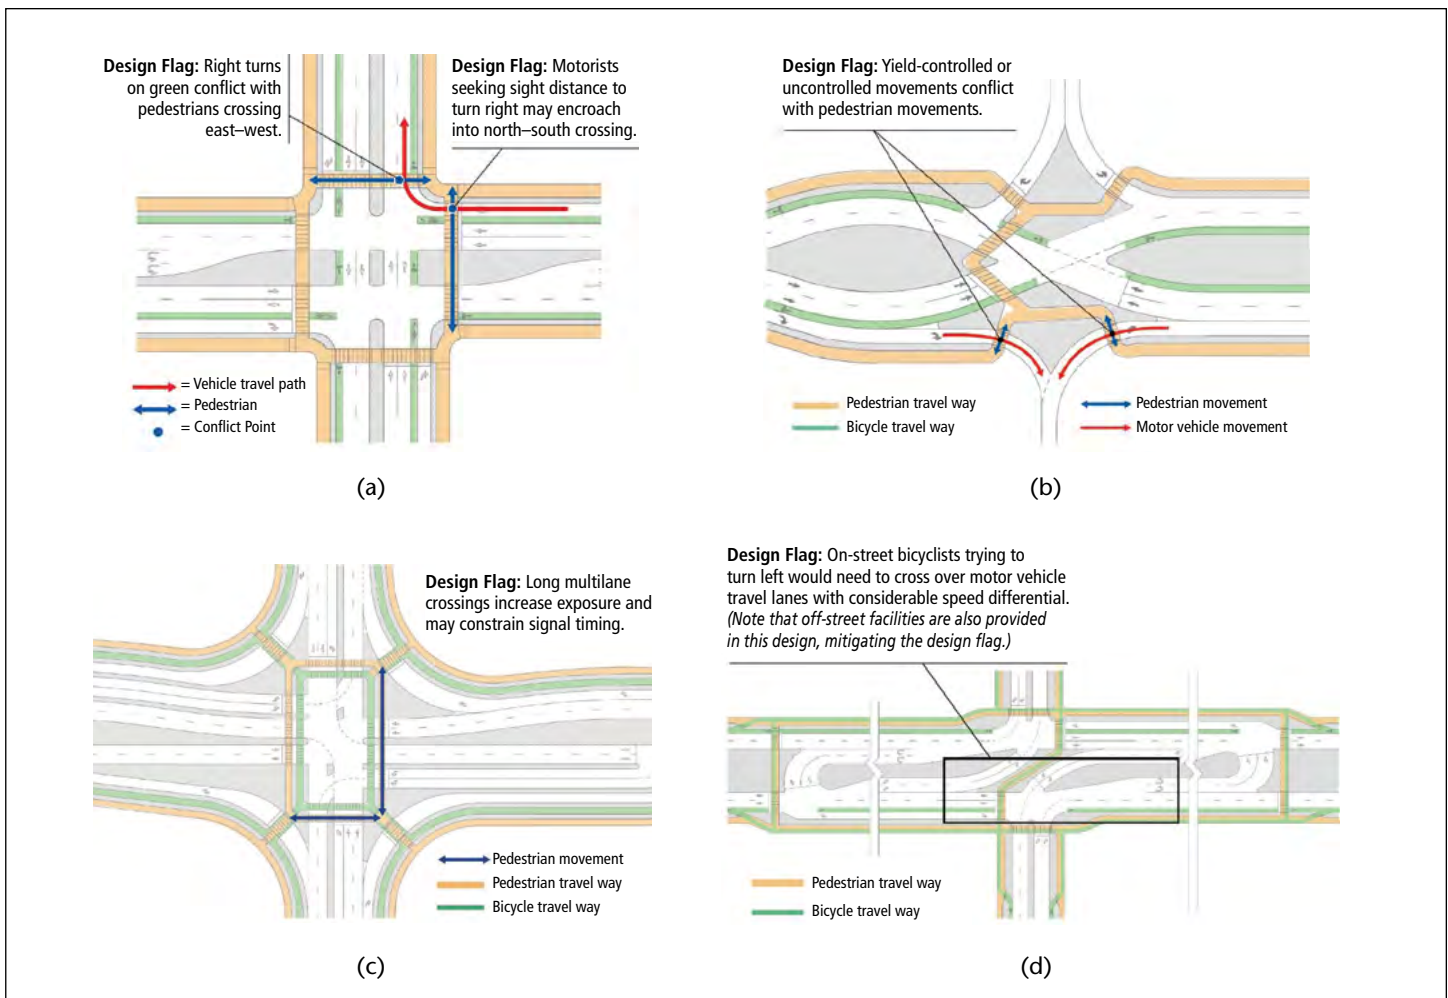 Design Flag: Right turns
on green conflict with
pedestrians crossing
east–west.
Design Flag: Motorists
seeking sight distance to
turn right may encroach
into north–south crossing.
= Vehicle travel path
= Pedestrian
= Conflict Point
(a)
Design Flag: Yield-controlled or
uncontrolled movements conflict
with pedestrian movements.
Pedestrian travel way
Bicycle travel way
Pedestrian movement
Motor vehicle movement
(b)
Design Flag: Long multilane
crossings increase exposure and
may constrain signal timing.
Pedestrian movement
Pedestrian travel way
Bicycle travel way
(c)
Design Flag: On-street bicyclists trying to
turn left would need to cross over motor vehicle
travel lanes with considerable speed differential.
(Note that off-street facilities are also provided
in this design, mitigating the design flag.)
Pedestrian travel way
Bicycle travel way
(d)